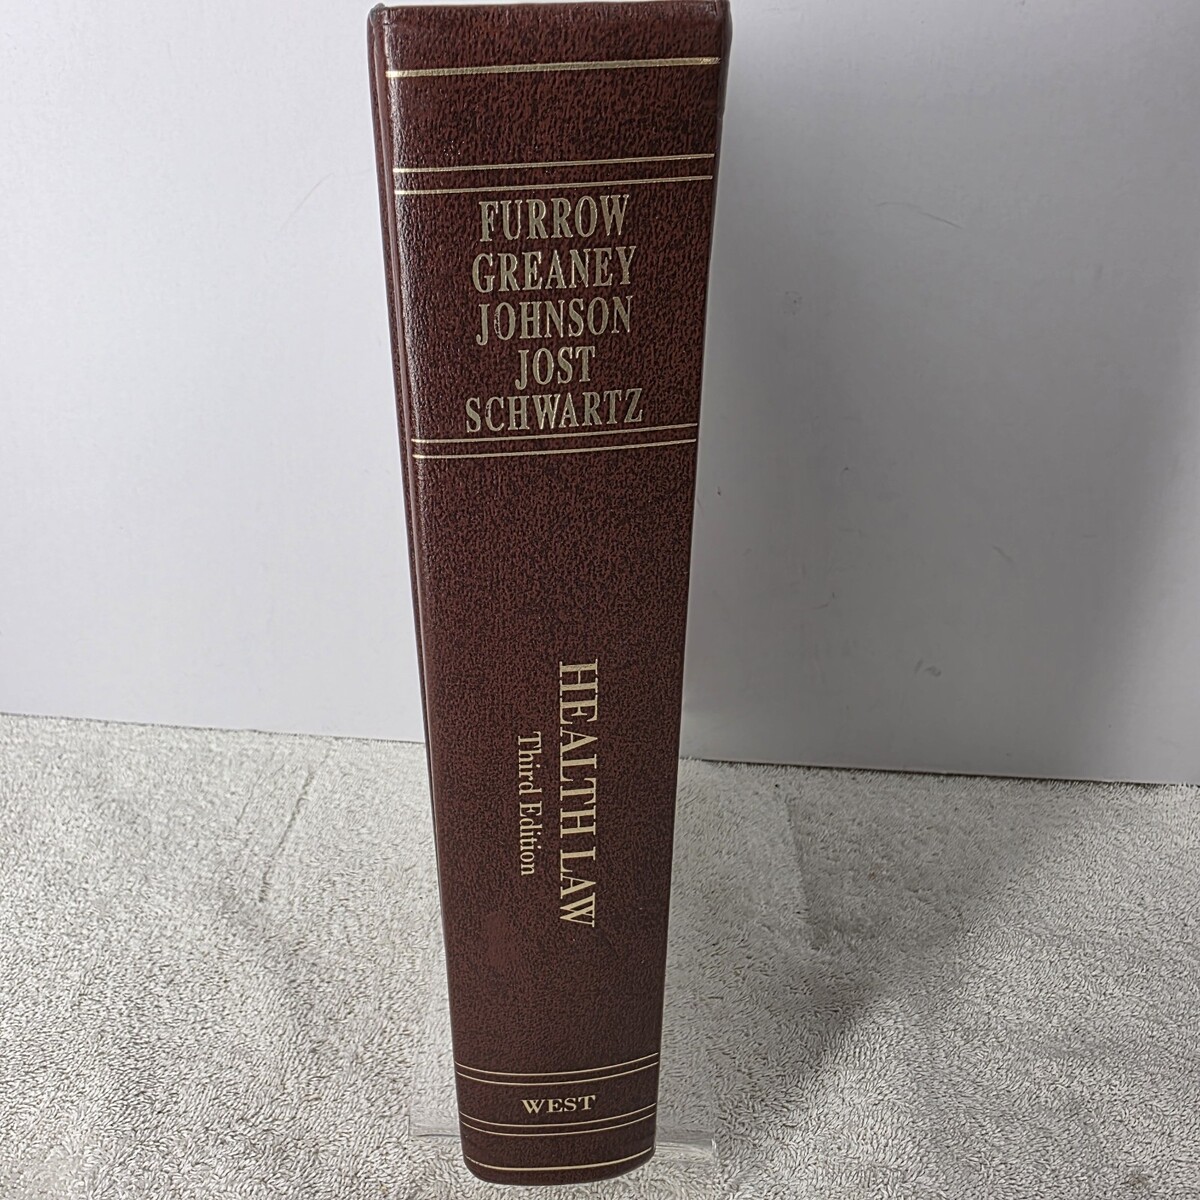 FURROW
GREANEY
JOHNSON
JOST
SCHWARTZ
HEALTH LAW
Third Edition
WEST